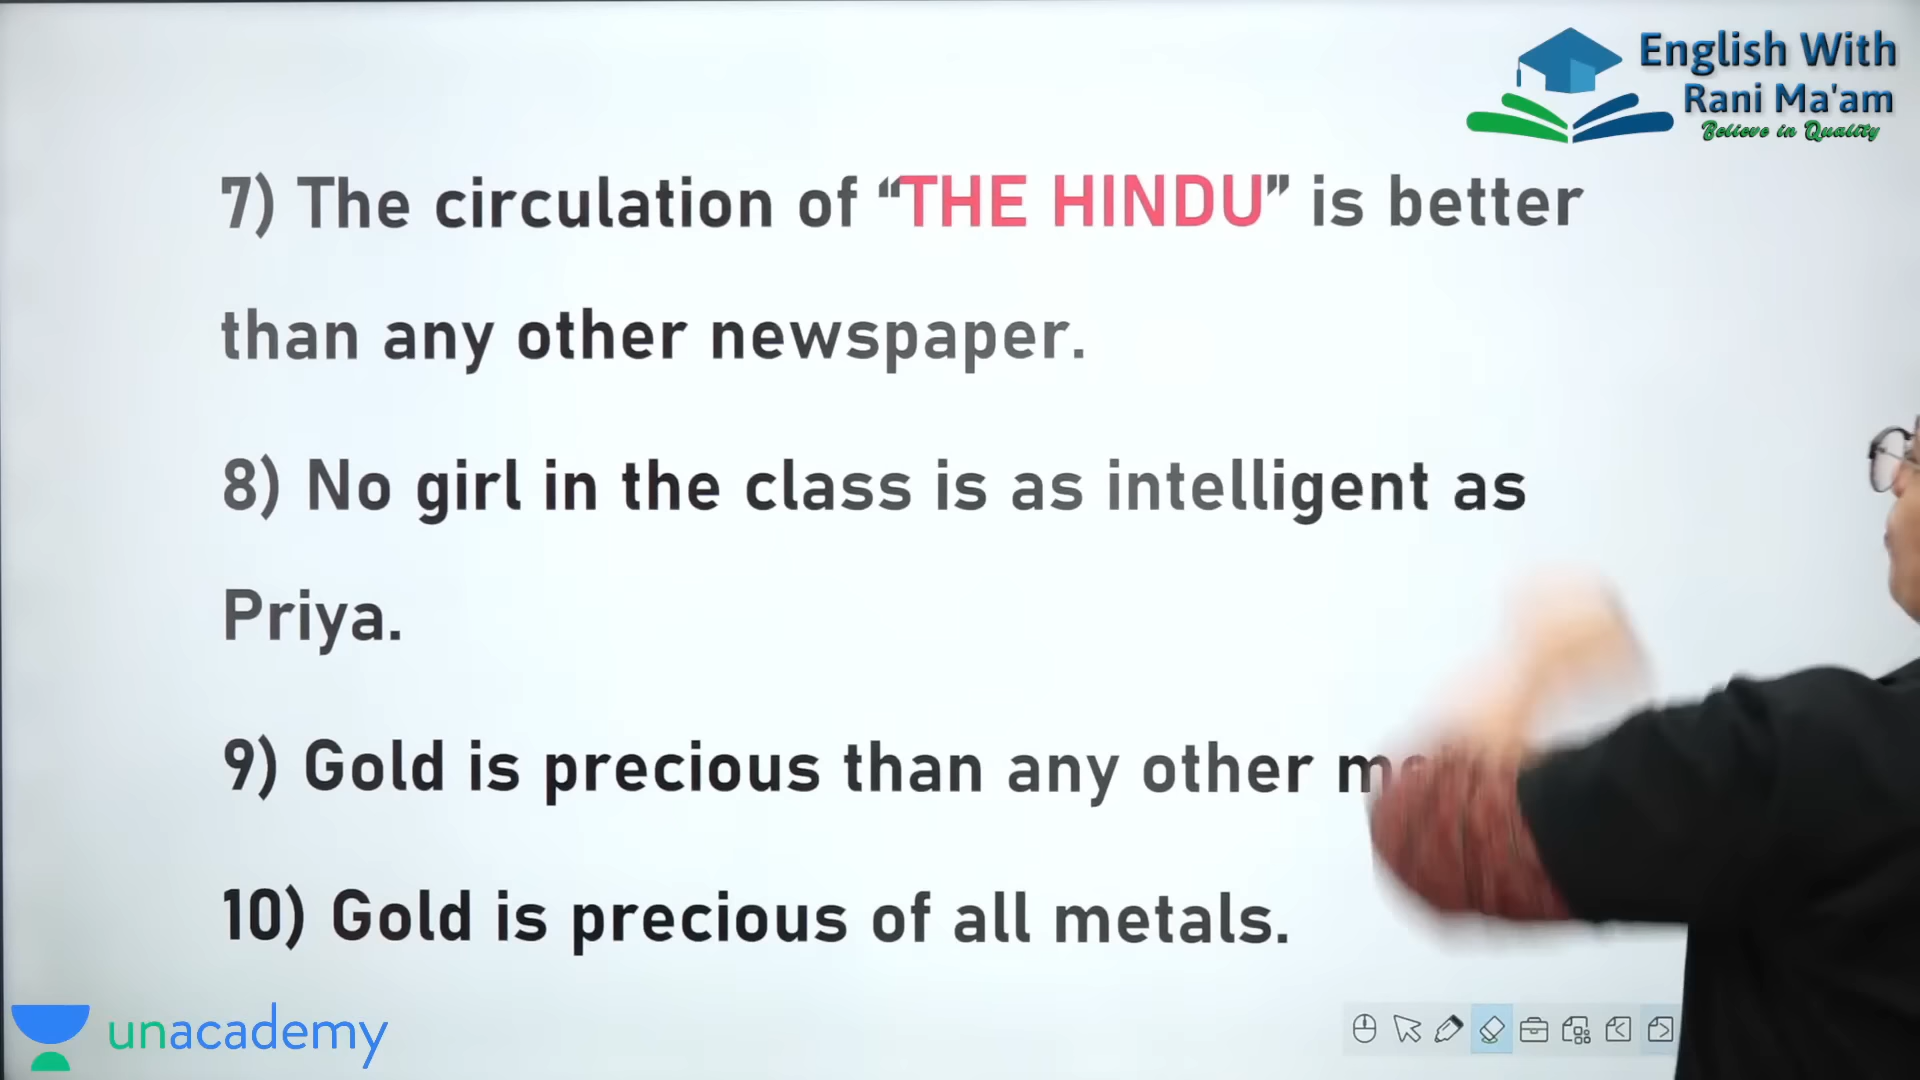 English With
Rani Ma'am
Believe in Quality
7) The circulation of “THE HINDU” is better
than any other newspaper.
8) No girl in the class is as intelligent as
Priya.
9) Gold is precious than any other
10) Gold is precious of all metals.
unacademy